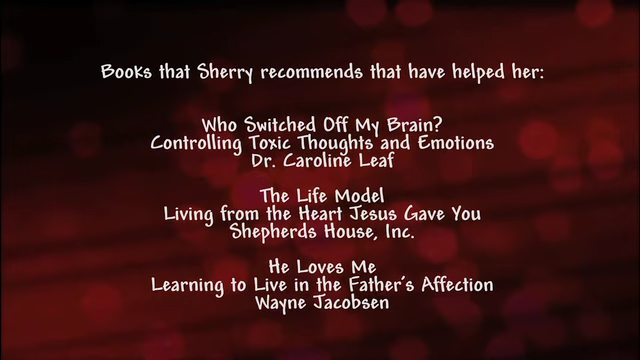 Books that Sherry recommends that have helped her:
Who Switched Off My Brain?
Controlling Toxic Thoughts and Emotions
Dr. Caroline Leaf
The Life Model
Living from the Heart Jesus Gave You
Shepherds House, Inc.
He Loves Me
Learning to Live in the Father's Affection
Wayne Jacobsen